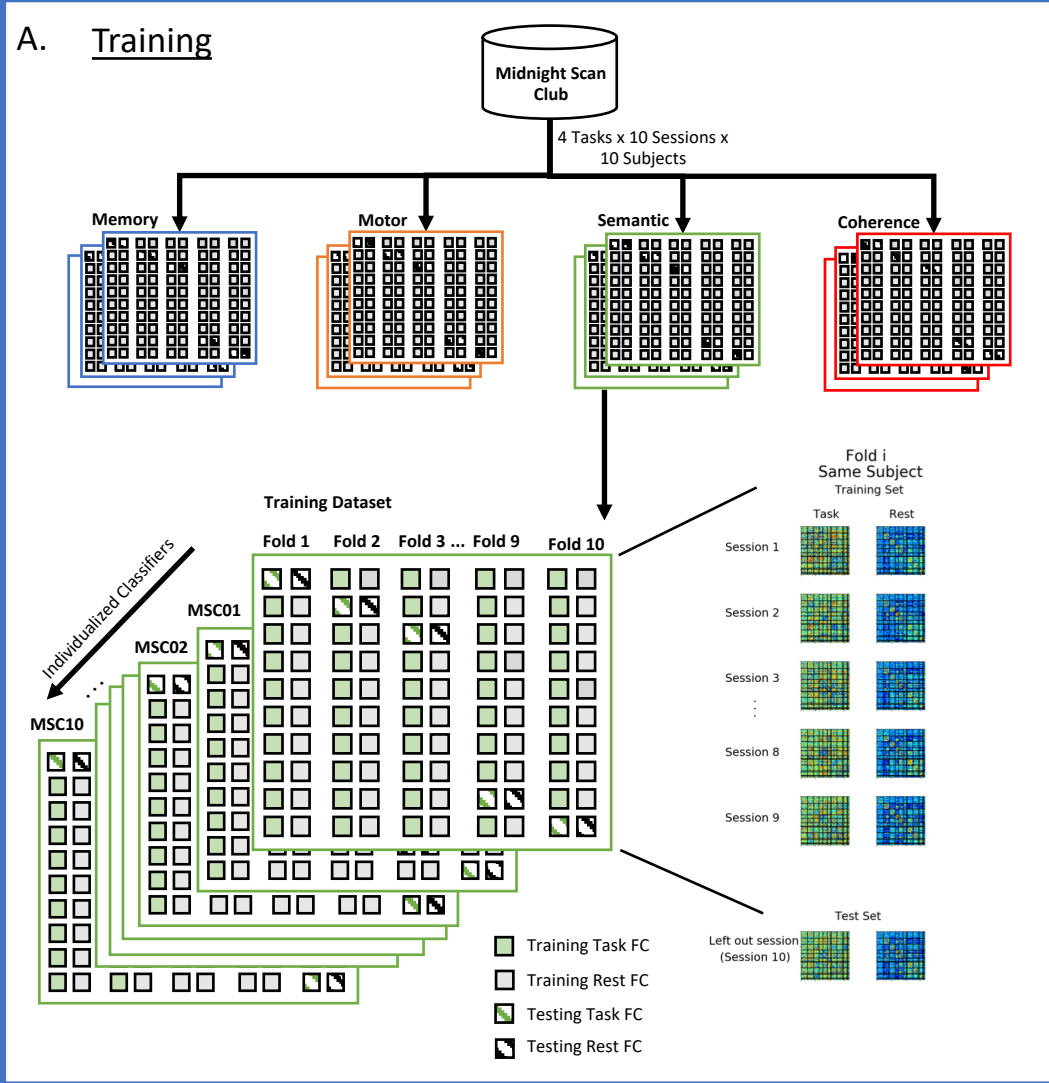 A. Training
Midnight Scan
Club
4 Tasks x 10 Sessions x
10 Subjects
Memory
Motor
Semantic
Coherence
Fold i
Same Subject
Training Set
Task
Rest
Session 1
Session 2
Session 3
Session 8
Session 9
Test Set
Left out session
(Session 10)
Training Dataset
Fold 1 Fold 2 Fold 3 ... Fold 9 Fold 10
Individualized Classifiers
MSC01
MSC02
...
MSC10
Training Task FC
Training Rest FC
Testing Task FC
Testing Rest FC